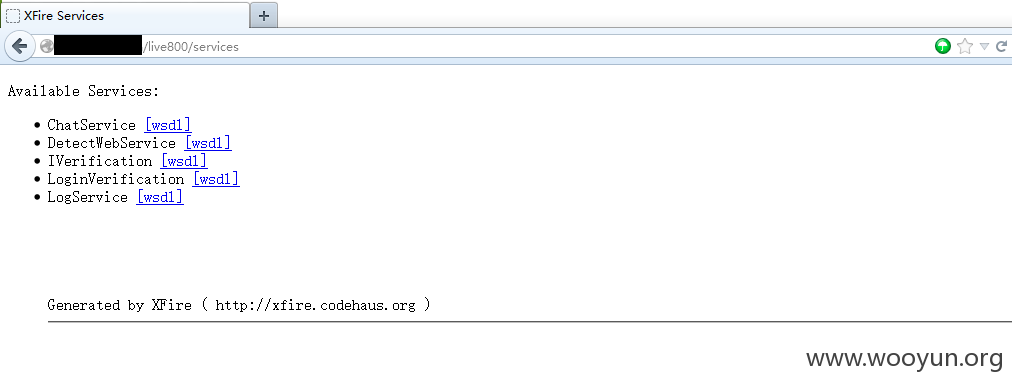 XFire Services
/live800/services
Available Services:
ChatService [wsdl]
DetectWebService [wsdl]
IVerification [wsdl]
LoginVerification [wsdl]
LogService [wsdl]
Generated by XFire ( http://xfire.codehaus.org )
www.wooyun.org